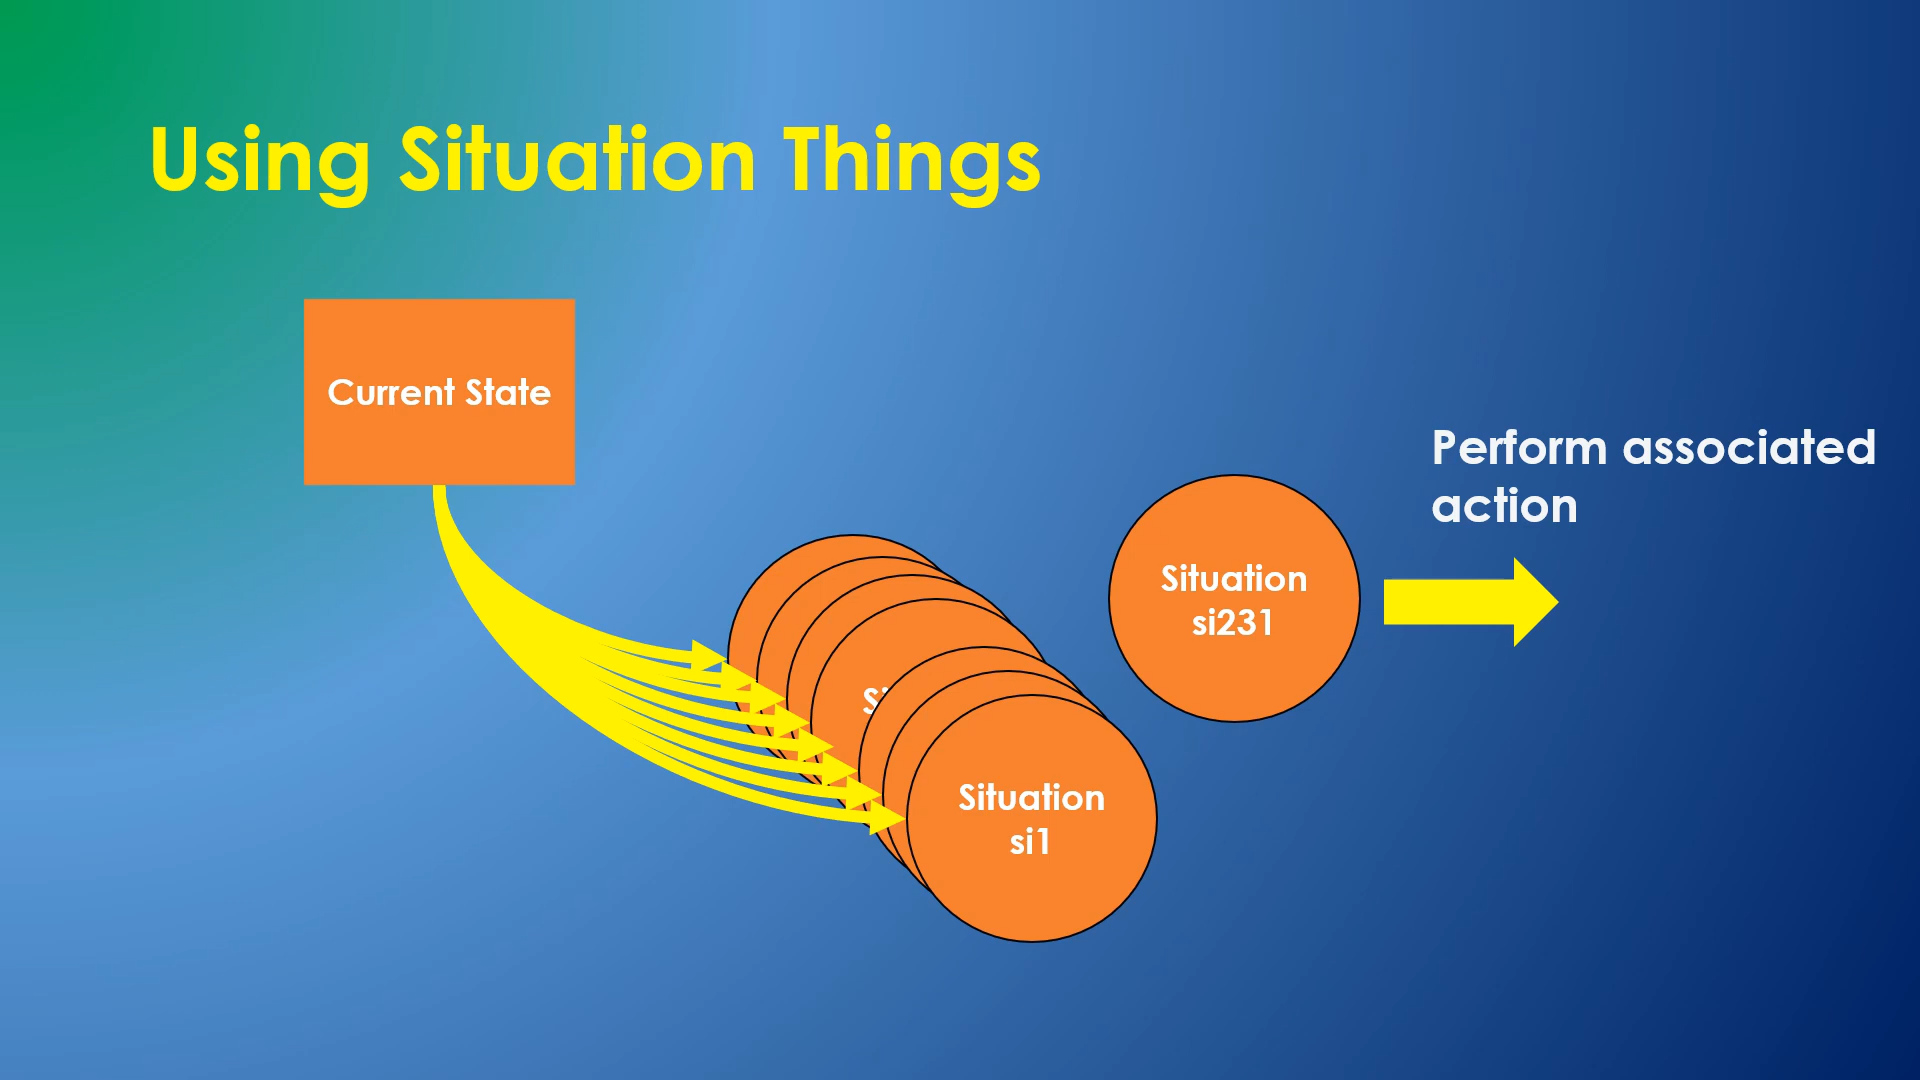 Using Situation Things
Current State
Perform associated
action
Situation
si231
Situation
si1